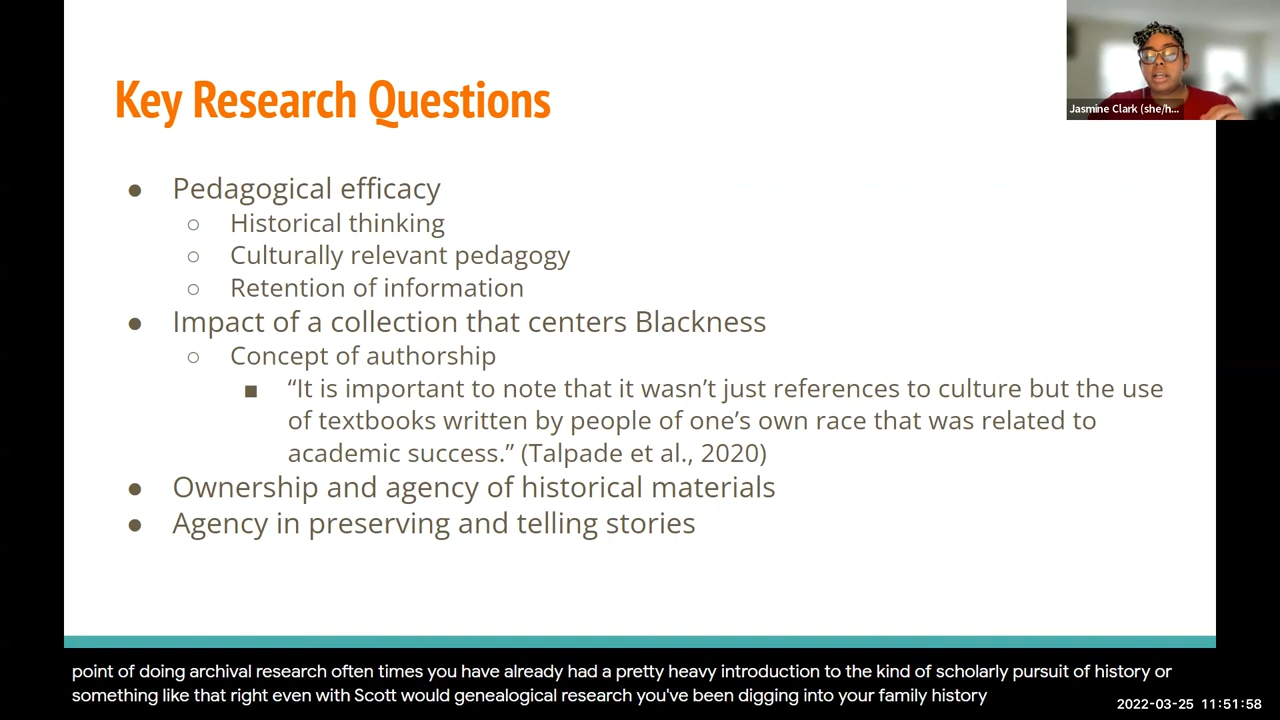 Key Research Questions
Jasmine Clark (she/h...
● Pedagogical efficacy
○ Historical thinking
○ Culturally relevant pedagogy
○ Retention of information
● Impact of a collection that centers Blackness
○ Concept of authorship
■ “It is important to note that it wasn’t just references to culture but the use
of textbooks written by people of one’s own race that was related to
academic success.” (Talpade et al., 2020)
● Ownership and agency of historical materials
● Agency in preserving and telling stories
point of doing archival research often times you have already had a pretty heavy introduction to the kind of scholarly pursuit of history or
something like that right even with Scott would genealogical research you've been digging into your family history
2022-03-25 11:51:58